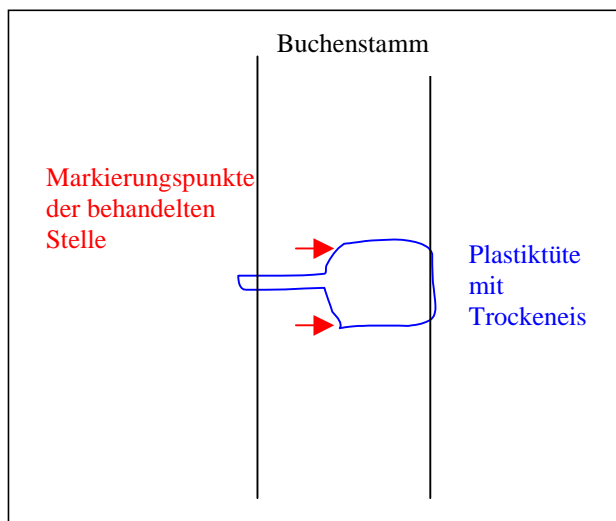 Buchenstamm
Markierungspunkte
der behandelten
Stelle
Plastiktüte
mit
Trockeneis